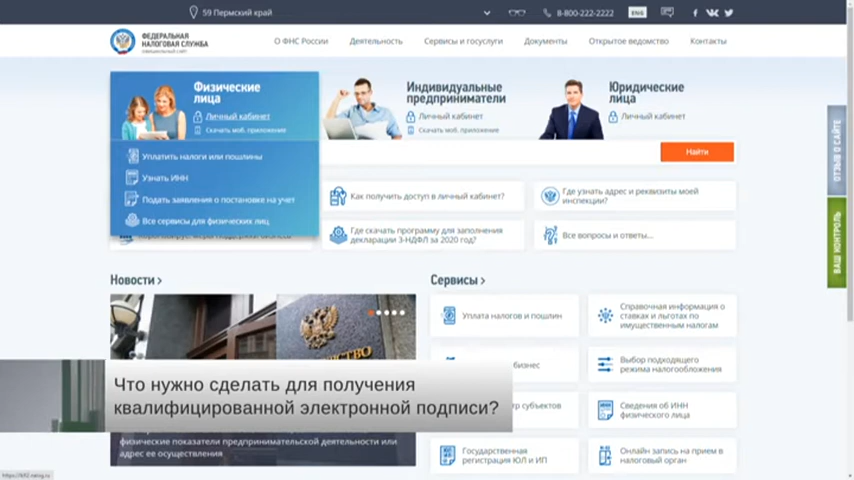 59 Пермский край
8-800-222-2222
ENG
ФЕДЕРАЛЬНАЯ
НАЛОГОВАЯ СЛУЖБА
ОФИЦИАЛЬНЫЙ САЙТ
О ФНС России
Деятельность
Сервисы и госуслуги
Документы
Открытое ведомство
Контакты
Физические
лица
Личный кабинет
Скачать моб. приложение
Уплатить налоги или пошлины
Узнать ИНН
Подать заявления о постановке на учет
Все сервисы для физических лиц
Индивидуальные
предприниматели
Личный кабинет
Скачать моб. приложение
Юридические
лица
Личный кабинет
Найти
Как получить доступ в личный кабинет?
Где узнать адрес и реквизиты моей
инспекции?
Где скачать программу для заполнения
декларации 3-НДФЛ за 2020 год?
Все вопросы и ответы...
ОТЗЫВ О САЙТЕ
ВАШ КОНТРОЛЬ
Новости
Сервисы
Уплата налогов и пошлин
Справочная информация о
ставках и льготах по
имущественным налогам
бизнес
Выбор подходящего
режима налогообложения
субъектов
Сведения об ИНН
физического лица
Государственная
регистрация ЮЛ и ИП
Онлайн запись на прием в
налоговый орган
Что нужно сделать для получения
квалифицированной электронной подписи?
физические показатели предпринимательской деятельности или
адрес ее осуществления